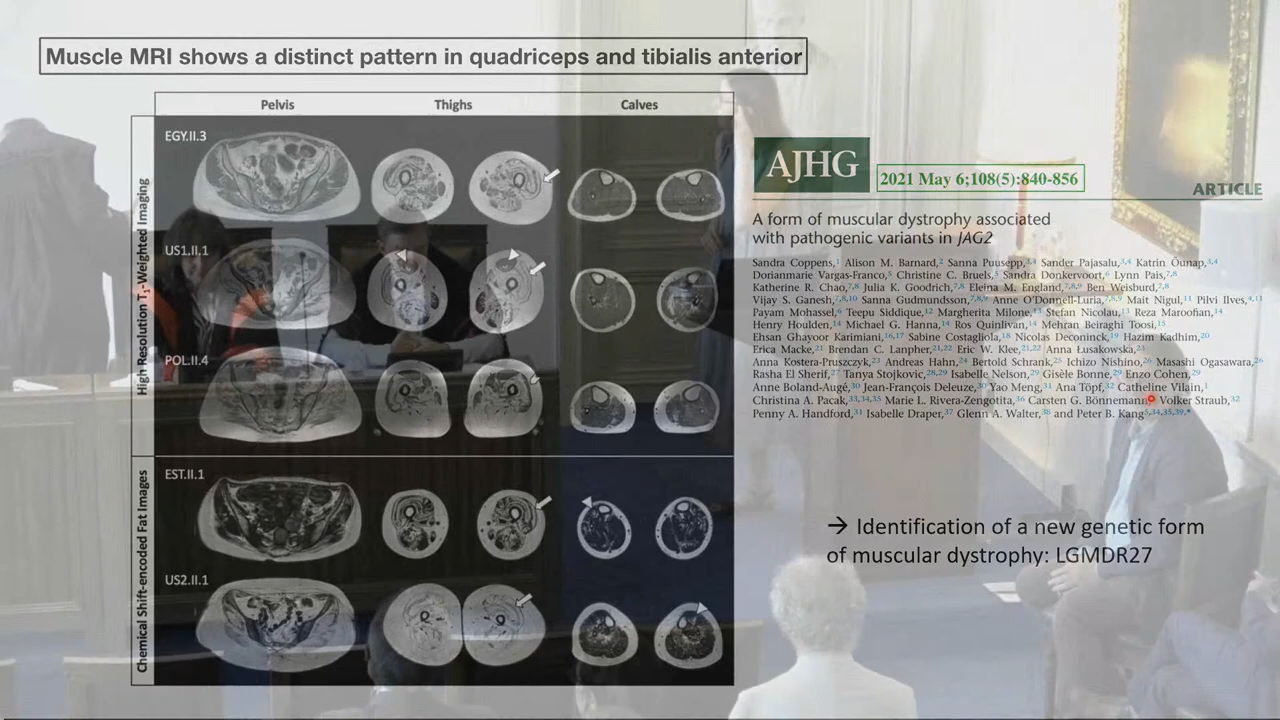 Muscle MRI shows a distinct pattern in quadriceps and tibialis anterior
Pelvis Thighs Calves
High Resolution T1-Weighted Imaging
EGY.II.3
US1.II.1
POL.II.4
Chemical Shift-encoded Fat Images
EST.II.1
US2.II.1
AJHG
2021 May 6;108(5):840-856
ARTICLE
A form of muscular dystrophy associated
with pathogenic variants in JAG2
Sandra Coppens,1 Alison M. Barnard,2 Sanna Puusepp,3,4 Sander Pajusalu,3,4 Katrin Õunap,3,4
Dorianmarie Vargas-Franco,5 Christine C. Bruels,5 Sandra Donkervoort,6 Lynn Pais,7,8
Katherine R. Chao,7,8 Julia K. Goodrich,7,8 Eleina M. England,7,8,9 Ben Weisburd,7,8
Vijay S. Ganesh,7,8,10 Sanna Gudmundsson,7,8,9 Anne O'Donnell-Luria,7,8,9 Mait Nigul,11 Pilvi Ilves,4,11
Payam Mohassel,6 Teepu Siddique,12 Margherita Milone,13 Stefan Nicolau,13 Reza Maroofian,14
Henry Houlden,14 Michael G. Hanna,14 Ros Quinlivan,14 Mehran Beiraghi Toosi,15
Ehsan Ghayoor Karimiani,16,17 Sabine Costagliola,18 Nicolas Deconinck,19 Hazim Kadhim,20
Erica Macke,21 Brendan C. Lanpher,21,22 Eric W. Klee,21,22 Anna Łusakowska,23
Anna Kostera-Pruszczyk,23 Andreas Hahn,24 Bertold Schrank,25 Ichizo Nishino,26 Masashi Ogasawara,26
Rasha El Sherif,27 Tanya Stojkovic,28,29 Isabelle Nelson,29 Gisèle Bonne,29 Enzo Cohen,29
Anne Boland-Augé,30 Jean-François Deleuze,30 Yao Meng,31 Ana Töpf,32 Catheline Vilain,1
Christina A. Pacak,33,34,35 Marie L. Rivera-Zengotita,36 Carsten G. Bönnemann, Volker Straub,32
Penny A. Handford,31 Isabelle Draper,37 Glenn A. Walter,38 and Peter B. Kang5,34,35,39,*
→ Identification of a new genetic form
of muscular dystrophy: LGMDR27